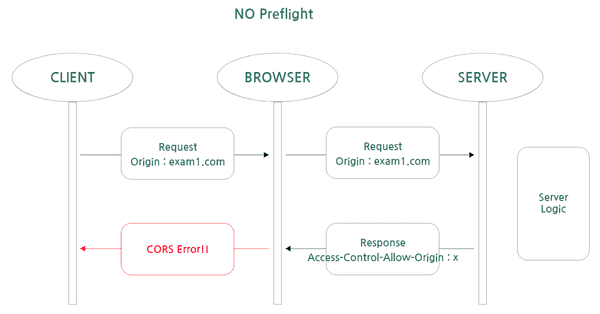 NO Preflight
CLIENT
BROWSER
SERVER
Request
Origin : exam1.com
Request
Origin : exam1.com
Server
Logic
CORS Error!!
Response
Access-Control-Allow-Origin : x